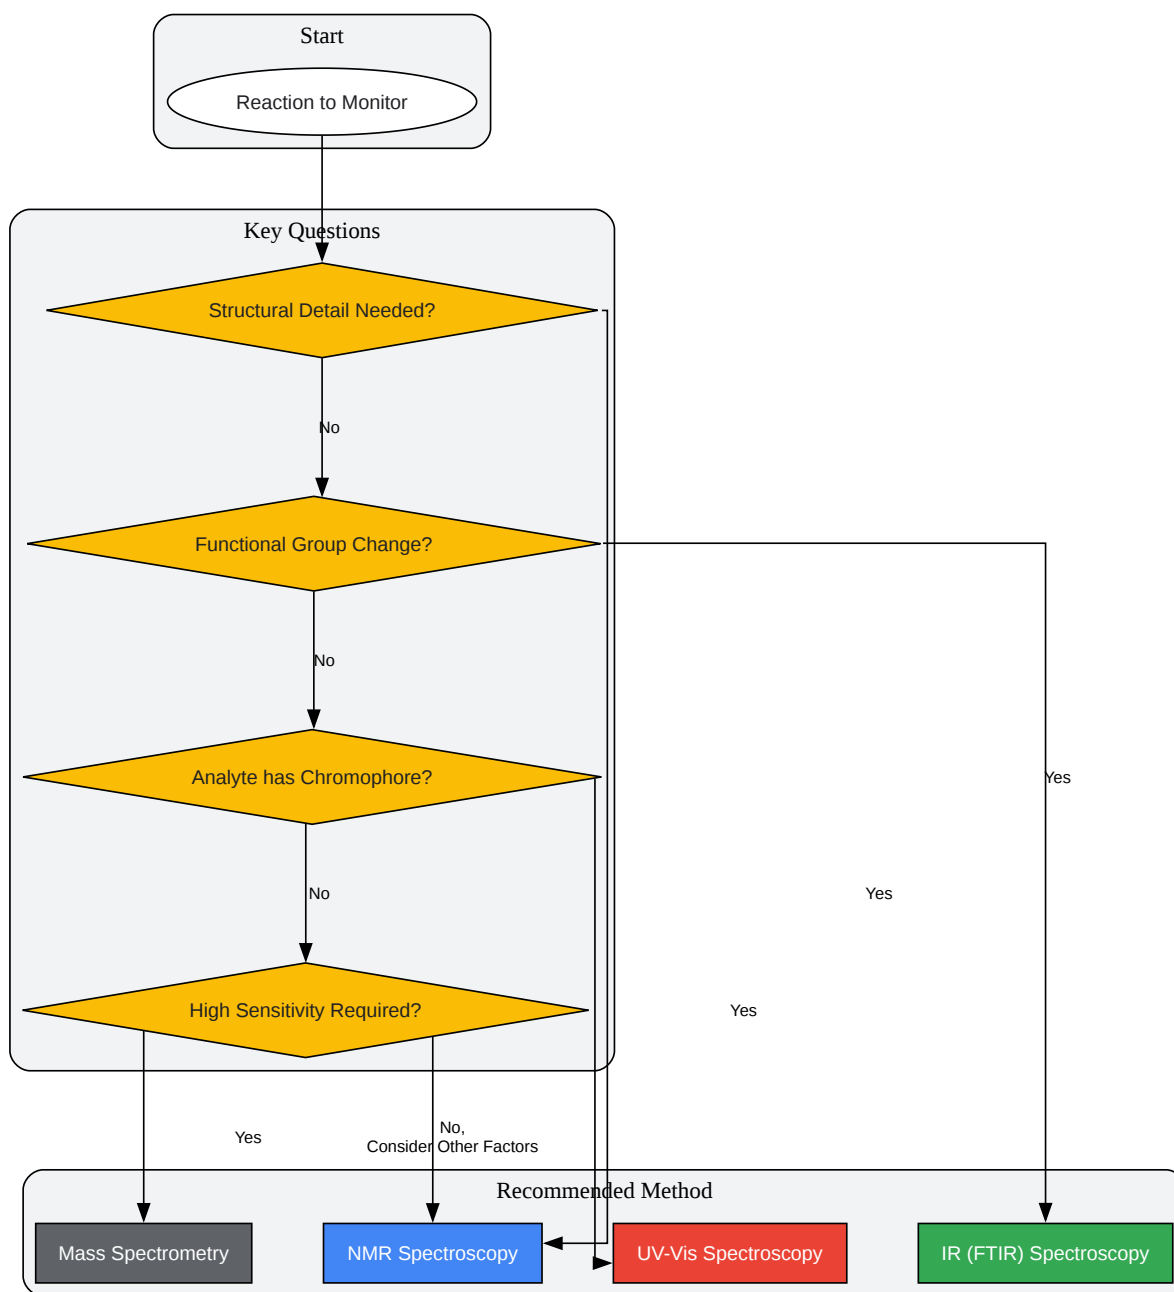 Start
Reaction to Monitor
Key Questions
Structural Detail Needed?
No
Functional Group Change?
No
Analyte has Chromophore?
Yes
No
Yes
High Sensitivity Required?
Yes
No,
Yes
Consider Other Factors
Recommended Method
Mass Spectrometry
NMR Spectroscopy
UV-Vis Spectroscopy
IR (FTIR) Spectroscopy